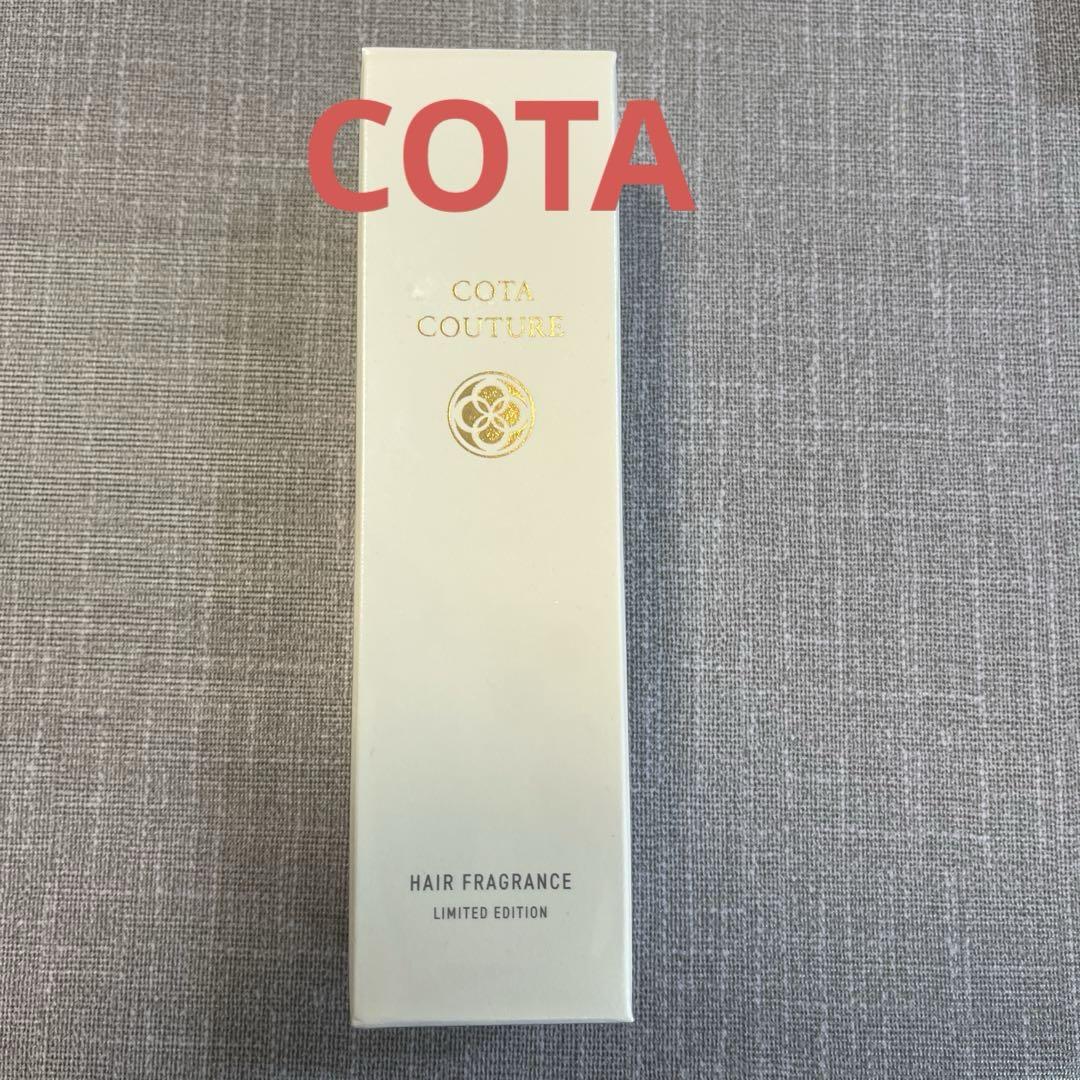 COTA
COTA
COUTURE
HAIR FRAGRANCE
LIMITED EDITION